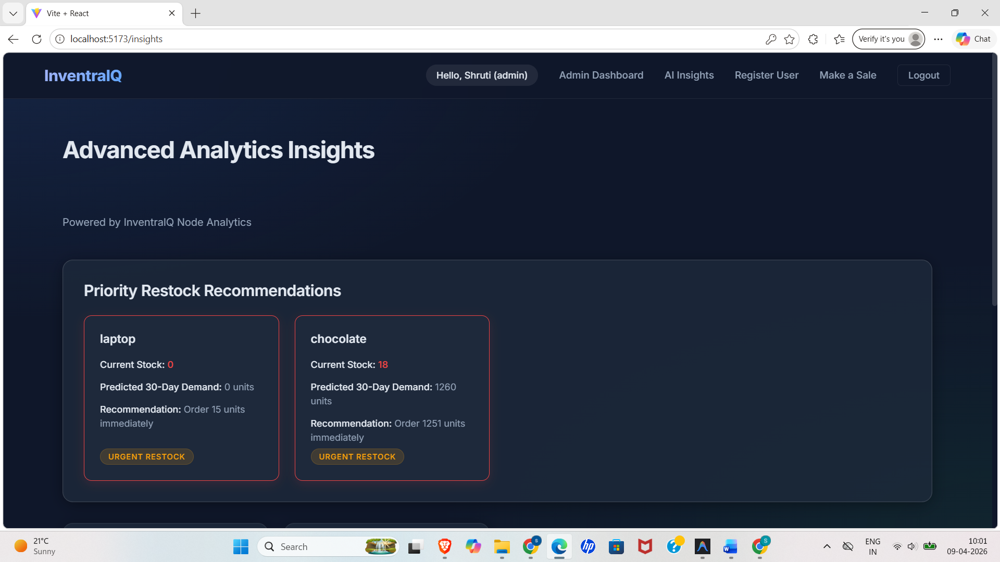 Vite + React
localhost:5173/insights
Verify it's you
Chat
InventraIQ
Hello, Shruti (admin)
Admin Dashboard
AI Insights
Register User
Make a Sale
Logout
Advanced Analytics Insights
Powered by InventraIQ Node Analytics
Priority Restock Recommendations
laptop
Current Stock: 0
Predicted 30-Day Demand: 0 units
Recommendation: Order 15 units
immediately
URGENT RESTOCK
chocolate
Current Stock: 18
Predicted 30-Day Demand: 1260
units
Recommendation: Order 1251 units
immediately
URGENT RESTOCK
21°C
Sunny
Search
S
hp
W
S
ENG
IN
10:01
09-04-2026